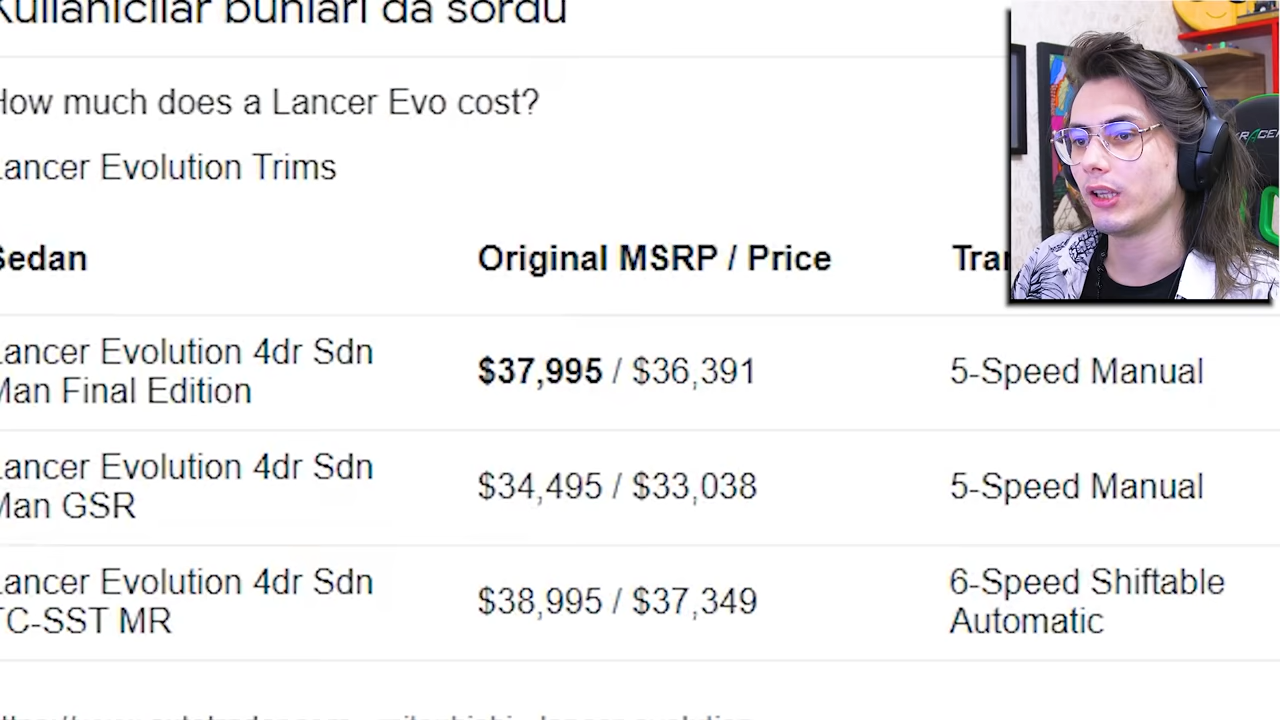 Kullanıcılar bunları da sordu
How much does a Lancer Evo cost?
Lancer Evolution Trims
Sedan
Original MSRP / Price
Lancer Evolution 4dr Sdn
Man Final Edition
$37,995 / $36,391
5-Speed Manual
Lancer Evolution 4dr Sdn
Man GSR
$34,495 / $33,038
5-Speed Manual
Lancer Evolution 4dr Sdn
TC-SST MR
$38,995 / $37,349
6-Speed Shiftable
Automatic